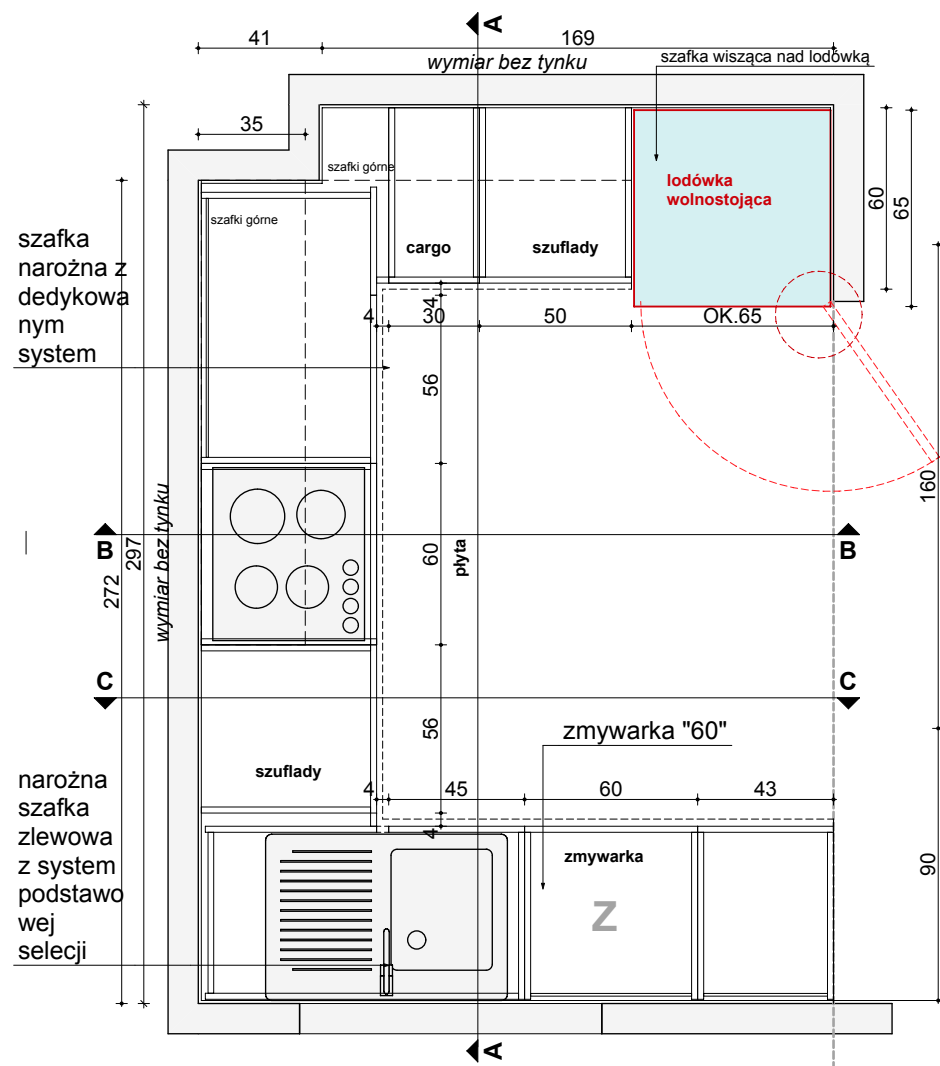 A
41
169
wymiar bez tynku
szafka wisząca nad lodówką
35
szafki górne
szafki górne
lodówka
wolnostojąca
60
65
szafka
narożna z
dedykowa
nym
system
cargo
szuflady
4
4
30
50
OK.65
56
160
B
B
60
płyta
272
297
wymiar bez tynku
C
C
56
zmywarka "60"
szuflady
4
45
60
43
4
narożna
szafka
zlewowa
z system
podstawo
wej
selecji
zmywarka
Z
90
A